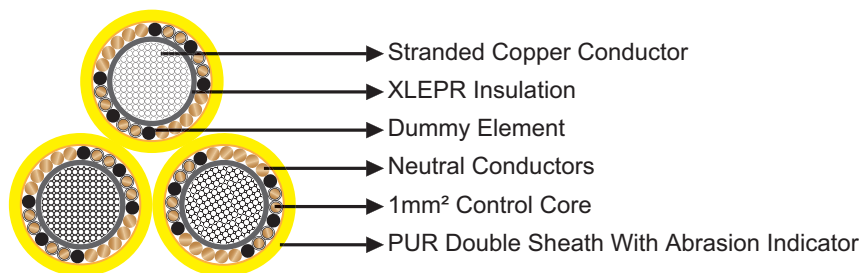 Stranded Copper Conductor
XLEPR Insulation
Dummy Element
Neutral Conductors
1mm² Control Core
PUR Double Sheath With Abrasion Indicator